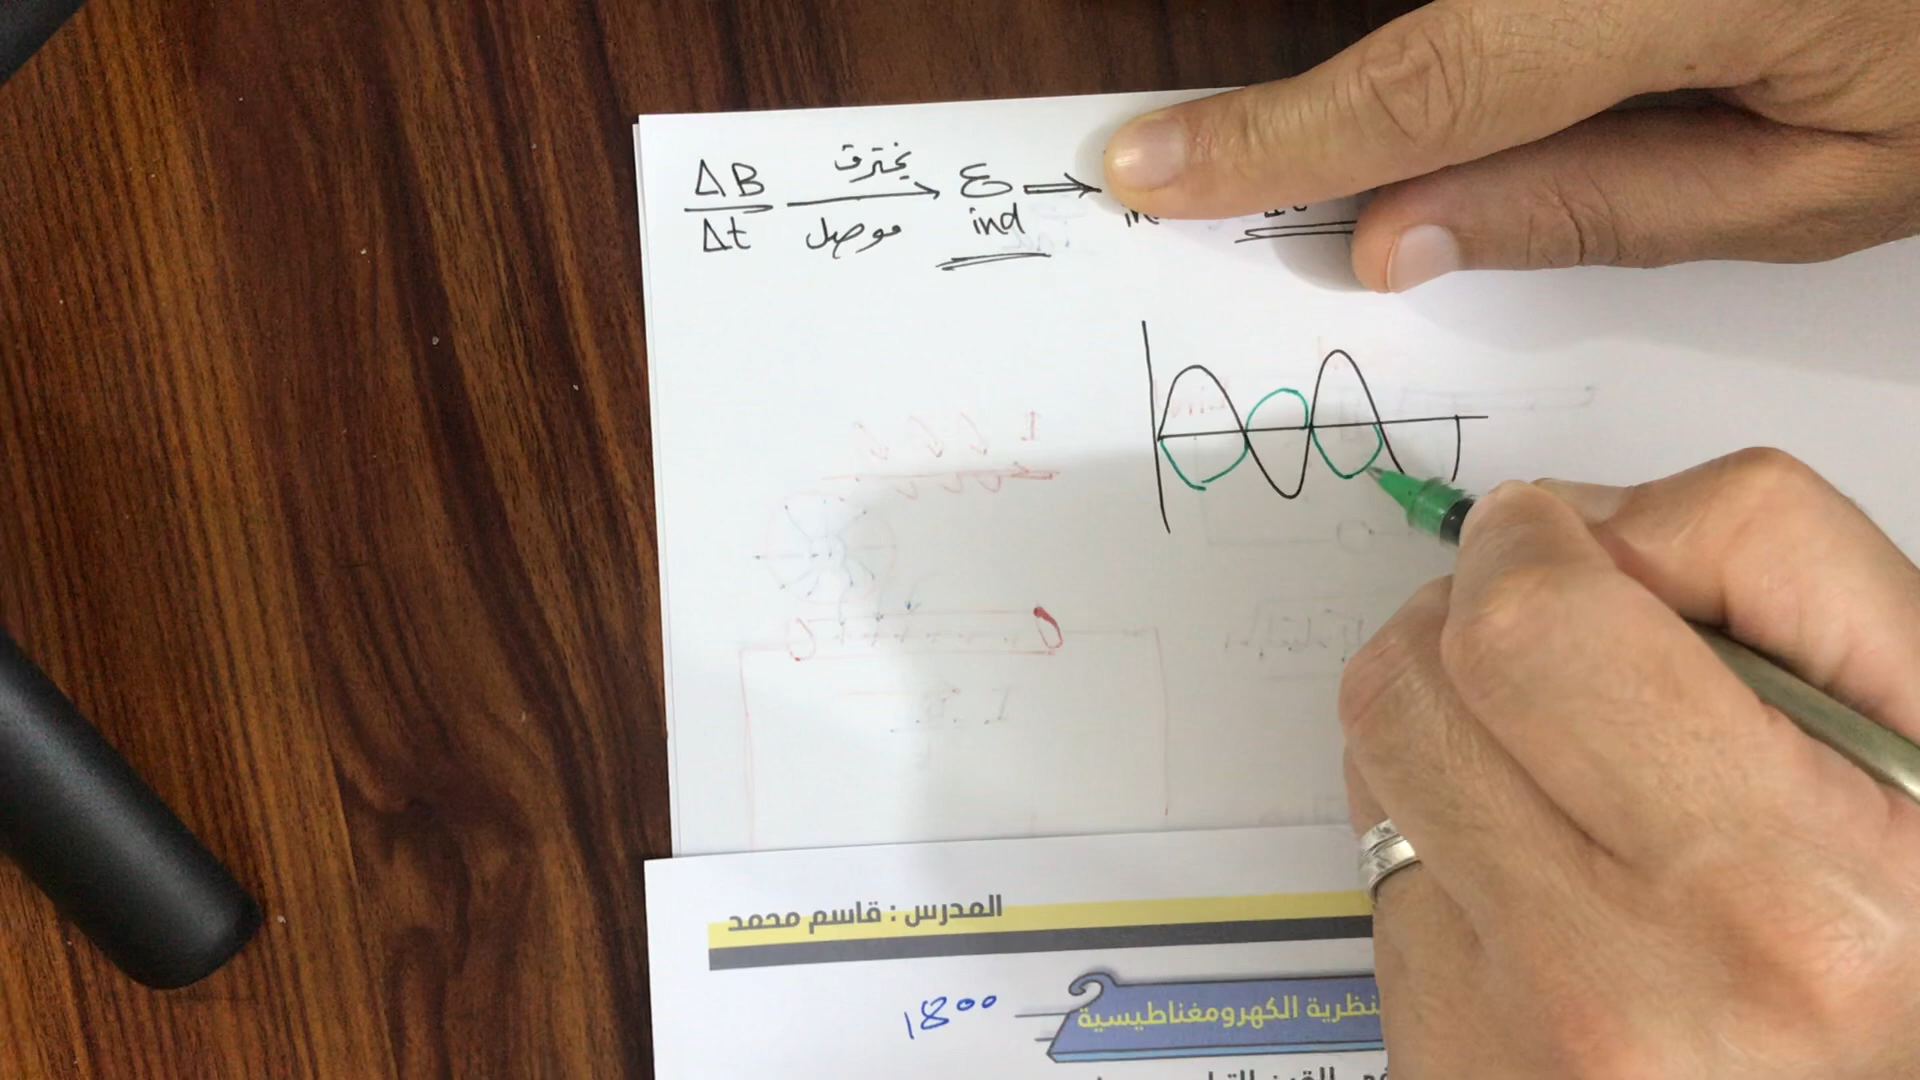 ΔB/Δt يخترق موصل ε ind ⇒
المدرس : قاسم محمد
1800
النظرية الكهرومغناطيسية